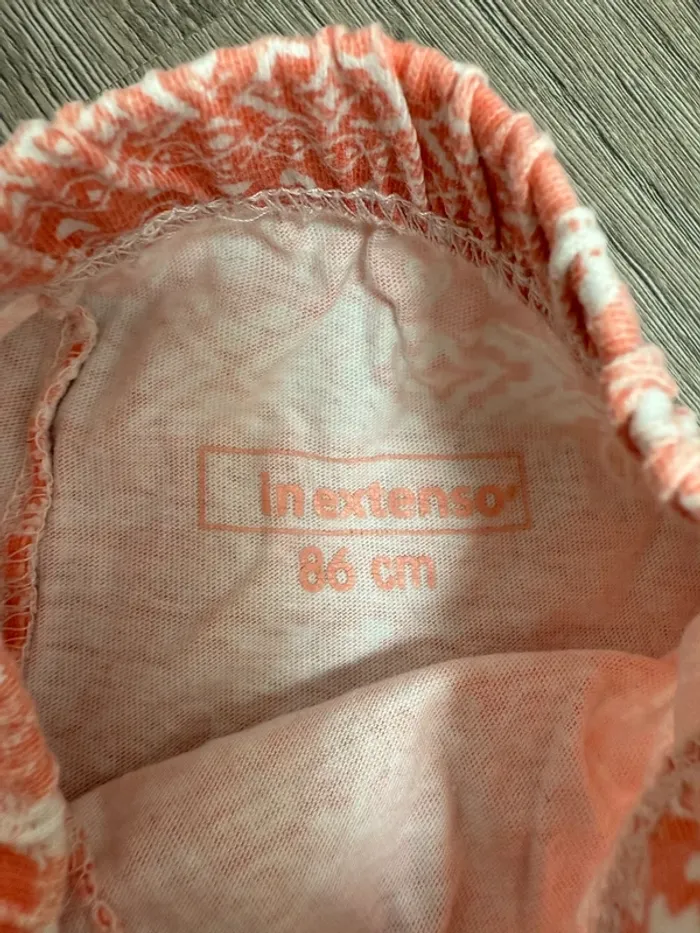 in extenso
86 cm